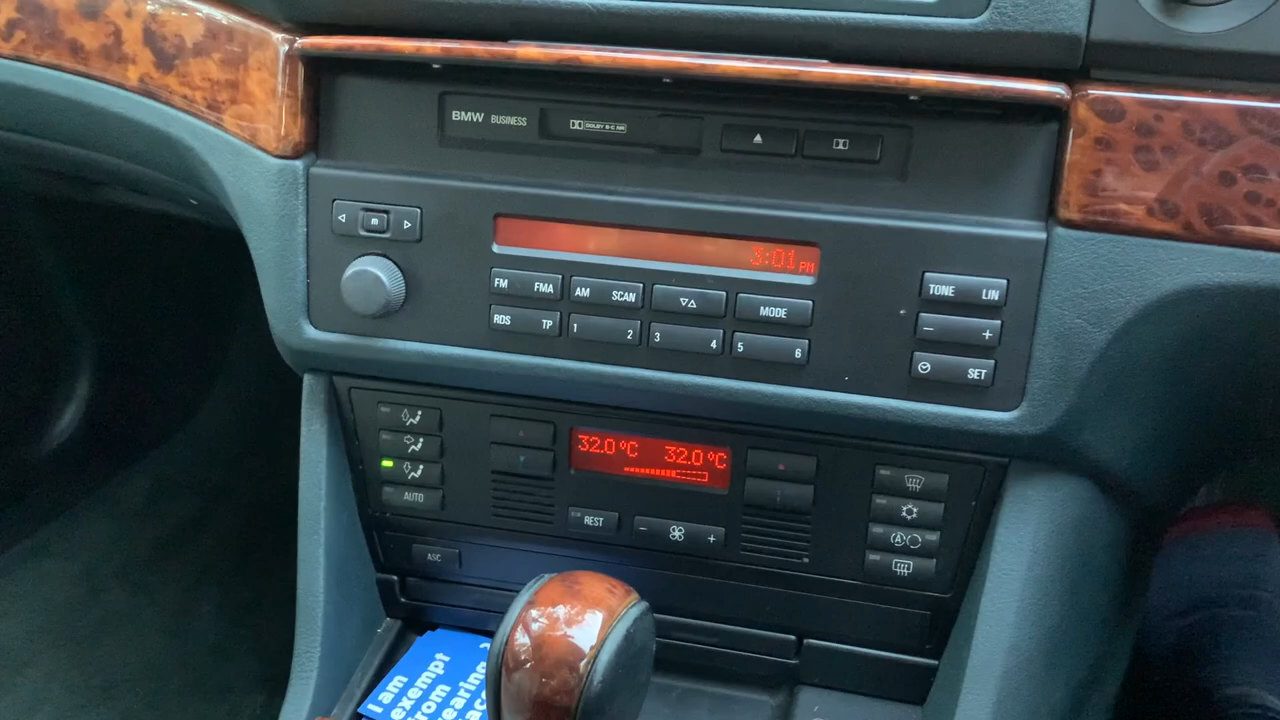 BMW BUSINESS
DOLBY B-C NR
m
3:01 PM
FM FMA
AM SCAN
MODE
TONE LIN
RDS TP
1 2
3 4
5 6
- +
SET
32.0 °C 32.0 °C
AUTO
REST
- +
A
ASC
I am
exempt
from